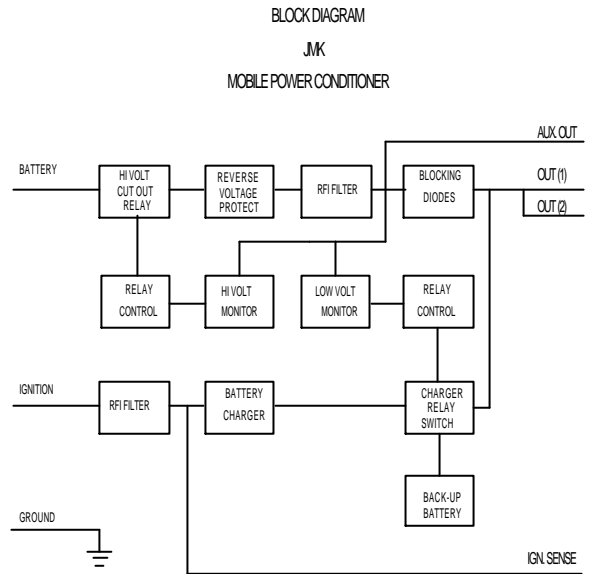 BLOCK DIAGRAM
JMK
MOBILE POWER CONDITIONER
AUX. OUT
BATTERY
HI VOLT
CUT OUT
RELAY
REVERSE
VOLTAGE
PROTECT
RFI FILTER
BLOCKING
DIODES
OUT (1)
OUT (2)
RELAY
CONTROL
HI VOLT
MONITOR
LOW VOLT
MONITOR
RELAY
CONTROL
IGNITION
RFI FILTER
BATTERY
CHARGER
CHARGER
RELAY
SWITCH
BACK-UP
BATTERY
GROUND
IGN. SENSE